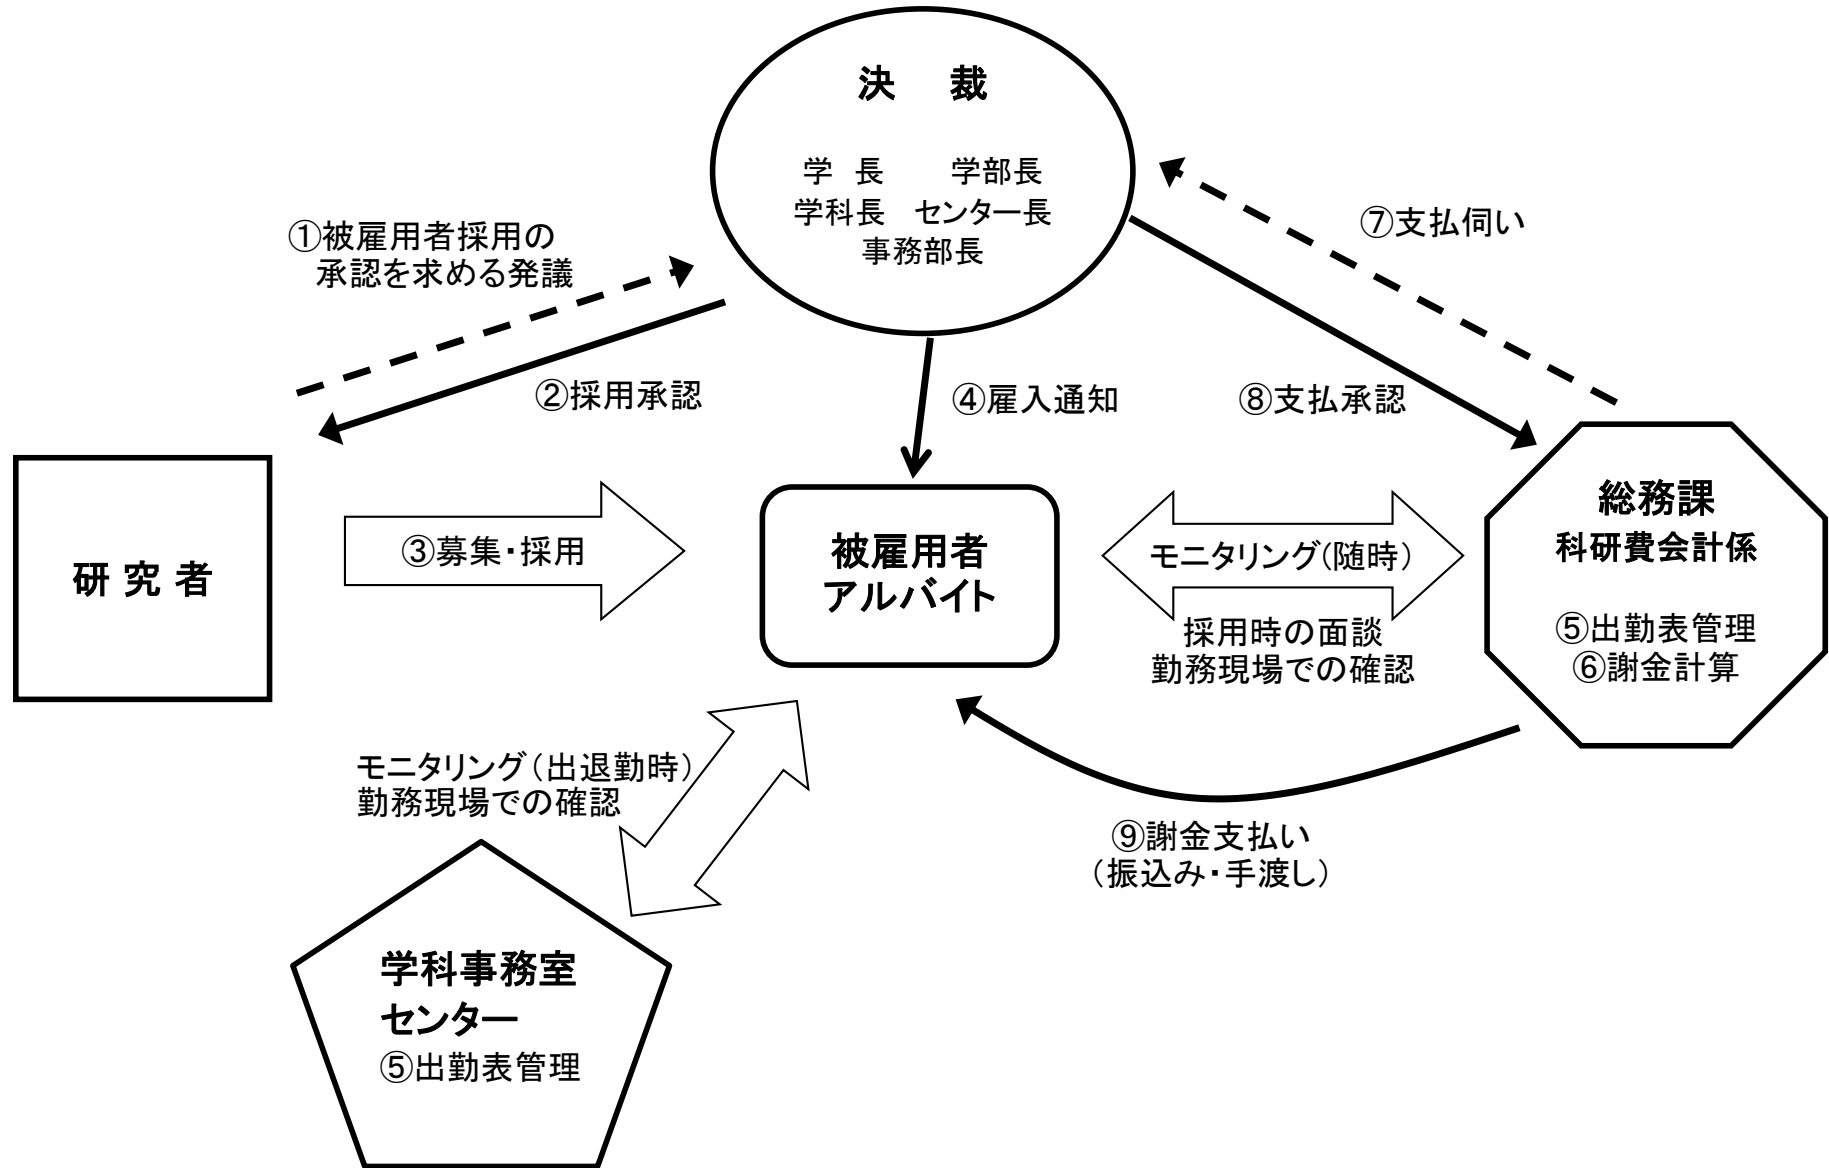 決　裁
学　長　　学部長
学科長　センター長
事務部長
①被雇用者採用の
承認を求める発議
②採用承認
④雇入通知
⑦支払伺い
⑧支払承認
研 究 者
③募集・採用
被雇用者
アルバイト
モニタリング（随時）
採用時の面談
勤務現場での確認
総務課
科研費会計係
⑤出勤表管理
⑥謝金計算
モニタリング（出退勤時）
勤務現場での確認
⑨謝金支払い
（振込み・手渡し）
学科事務室
センター
⑤出勤表管理